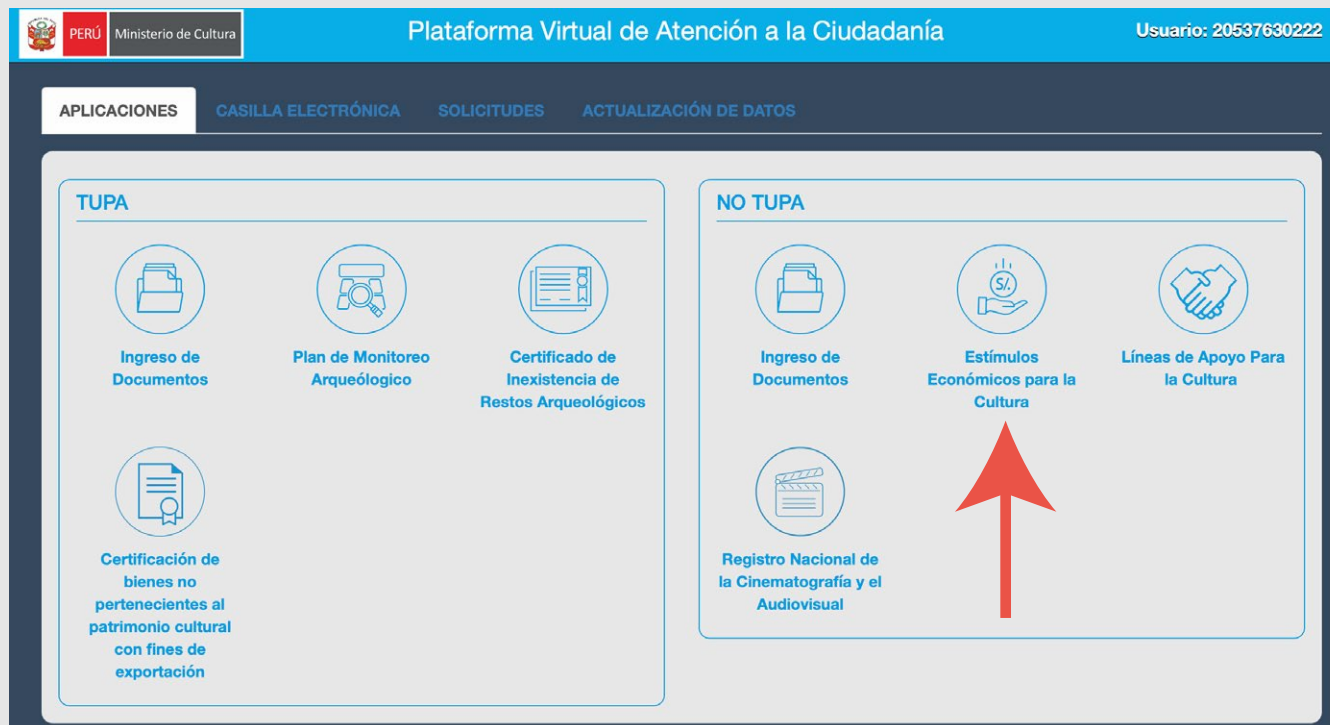 PERÚ
Ministerio de Cultura
Plataforma Virtual de Atención a la Ciudadanía
Usuario: 20537630222
APLICACIONES
CASILLA ELECTRÓNICA
SOLICITUDES
ACTUALIZACIÓN DE DATOS
TUPA
Ingreso de
Documentos
Plan de Monitoreo
Arqueólogico
Certificado de
Inexistencia de
Restos Arqueológicos
Certificación de
bienes no
pertenecientes al
patrimonio cultural
con fines de
exportación
NO TUPA
Ingreso de
Documentos
S/.
Estímulos
Económicos para la
Cultura
Líneas de Apoyo Para
la Cultura
Registro Nacional de
la Cinematografía y el
Audiovisual